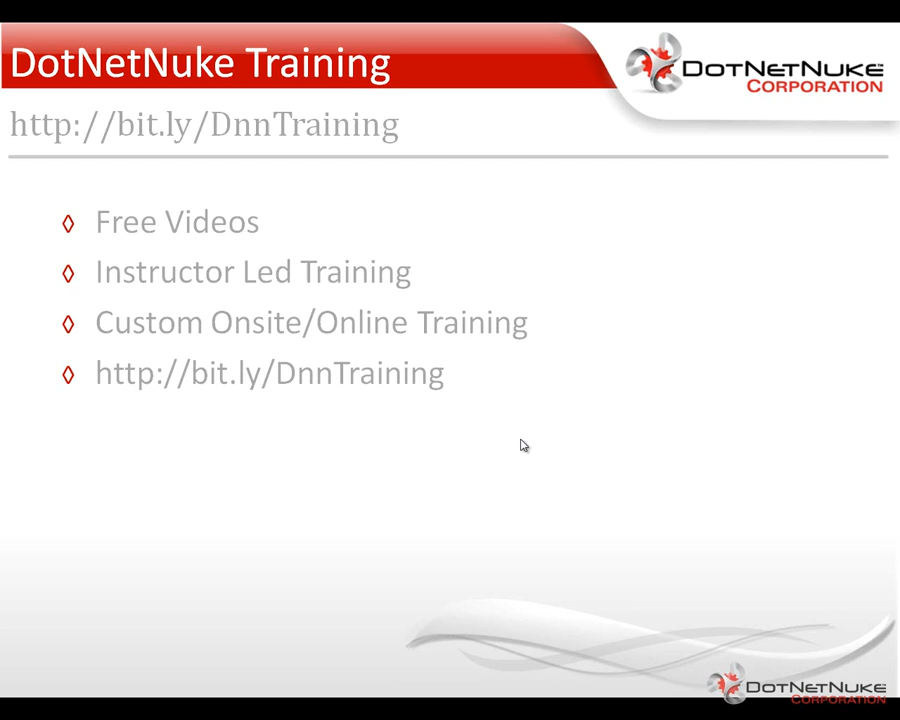 DotNetNuke Training
DOTNETNUKE
CORPORATION
http://bit.ly/DnnTraining
Free Videos
Instructor Led Training
Custom Onsite/Online Training
http://bit.ly/DnnTraining
DOTNETNUKE
CORPORATION